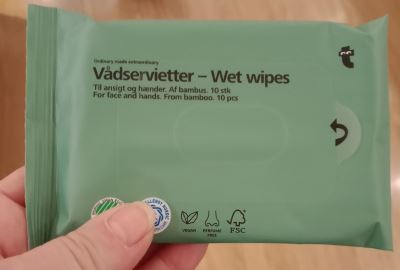 Ordinary made extraordinary
Vådservietter – Wet wipes
Til ansigt og hænder. Af bambus. 10 stk
For face and hands. From bamboo. 10 pcs
VEGAN
PERFUME
FREE
FSC